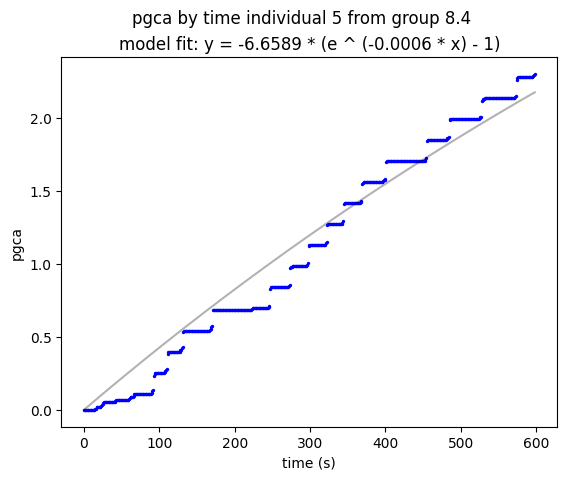 pgca by time individual 5 from group 8.4
model fit: y = -6.6589 * (e ^ (-0.0006 * x) - 1)
2.0
1.5
1.0
0.5
0.0
pgca
0 100 200 300 400 500 600
time (s)